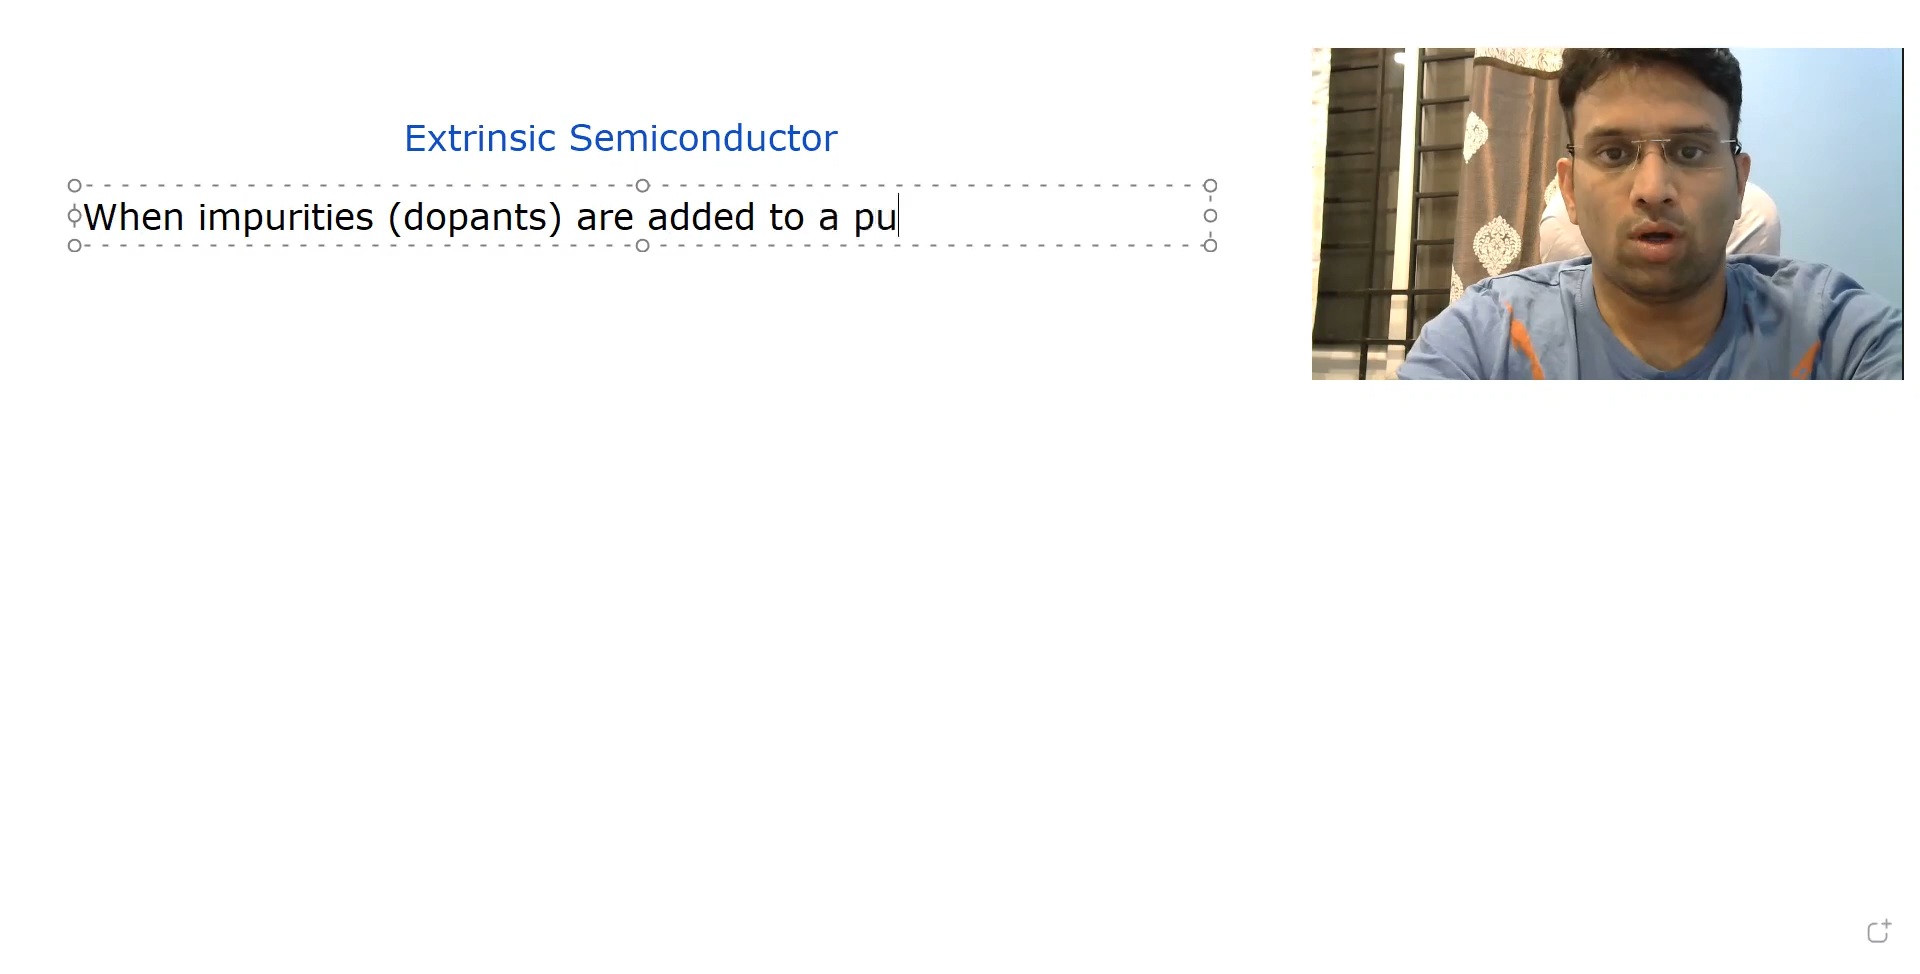 Extrinsic Semiconductor
When impurities (dopants) are added to a pu